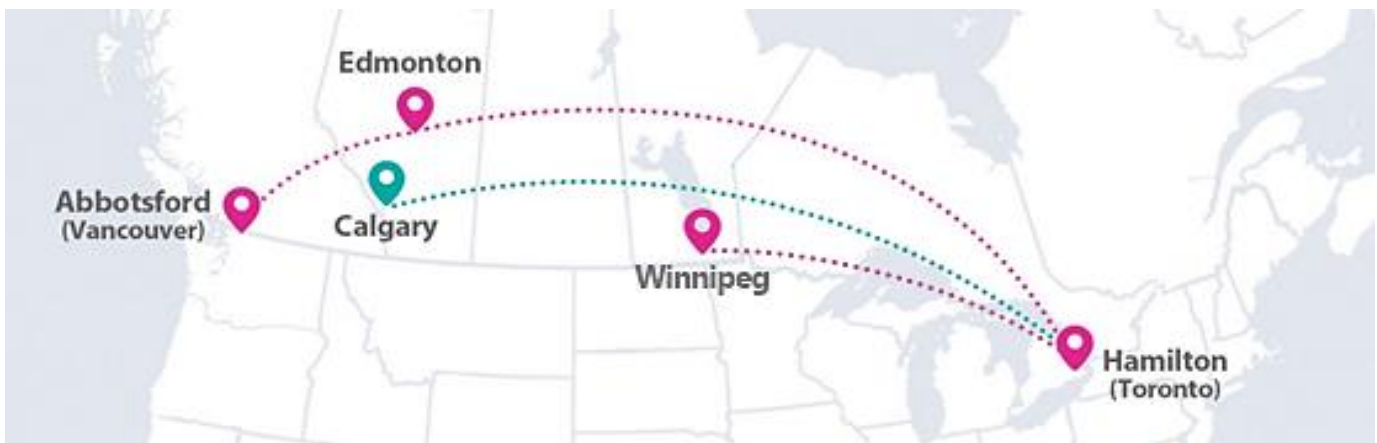 Edmonton
Abbotsford
(Vancouver)
Calgary
Winnipeg
Hamilton
(Toronto)